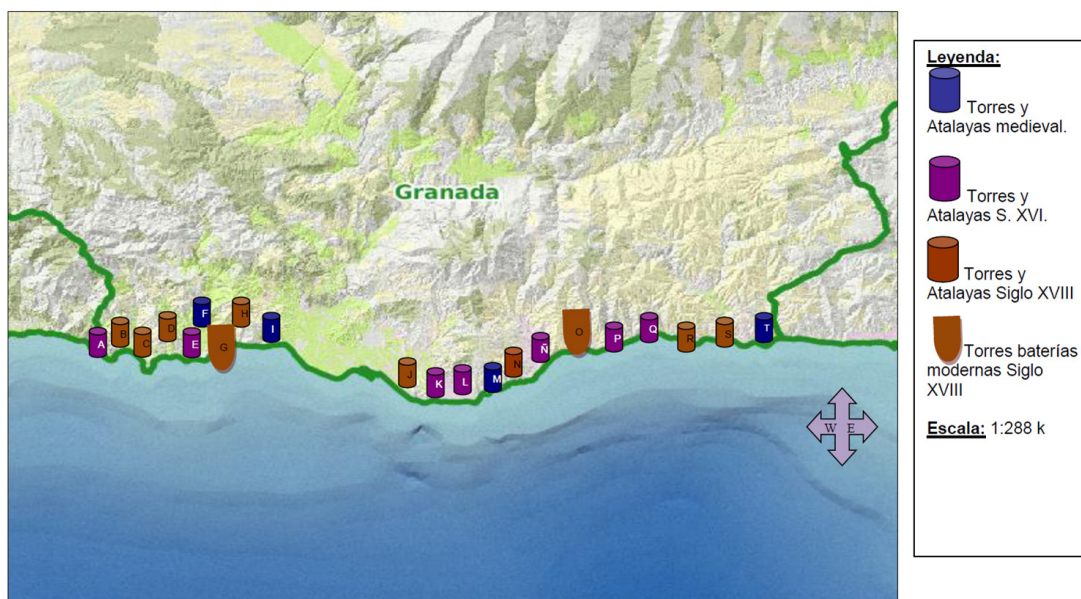 Granada
A
B
C
D
E
F
G
H
I
J
K
L
M
N
Ñ
O
P
Q
R
S
T
W E
Leyenda:
Torres y
Atalayas medieval.
Torres y
Atalayas S. XVI.
Torres y
Atalayas Siglo XVIII
Torres baterías
modernas Siglo
XVIII
Escala: 1:288 k